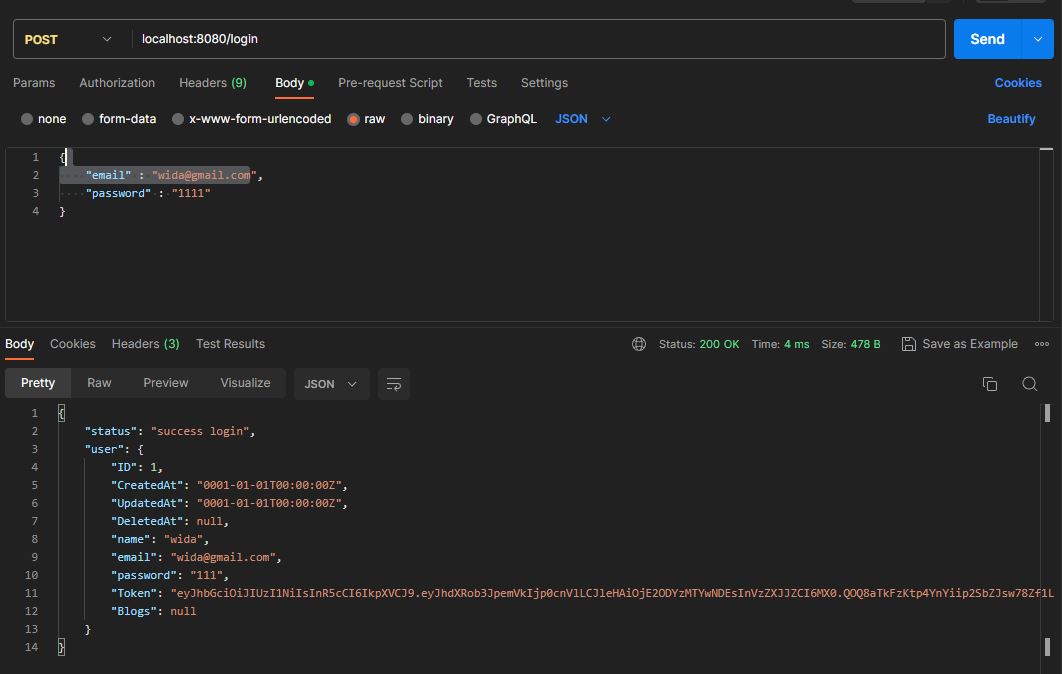 POST localhost:8080/login Send
Params Authorization Headers (9) Body Pre-request Script Tests Settings Cookies
none form-data x-www-form-urlencoded raw binary GraphQL JSON Beautify
1 {
2 "email" : "wida@gmail.com",
3 "password" : "1111"
4 }
Body Cookies Headers (3) Test Results Status: 200 OK Time: 4 ms Size: 478 B Save as Example
Pretty Raw Preview Visualize JSON
1 {
2 "status": "success login",
3 "user": {
4 "ID": 1,
5 "CreatedAt": "0001-01-01T00:00:00Z",
6 "UpdatedAt": "0001-01-01T00:00:00Z",
7 "DeletedAt": null,
8 "name": "wida",
9 "email": "wida@gmail.com",
10 "password": "111",
11 "Token": "eyJhbGciOiJIUzI1NiIsInR5cCI6IkpXVCJ9.eyJhdXRob3JpemVkIjp0cnVlLCJleHAiOjE2ODYzMTYwNDEsInVzZXJJZCI6MX0.QOQ8aTkFzKtp4YnYiip2SbZJsw78Zf1L
12 "Blogs": null
13 }
14 }